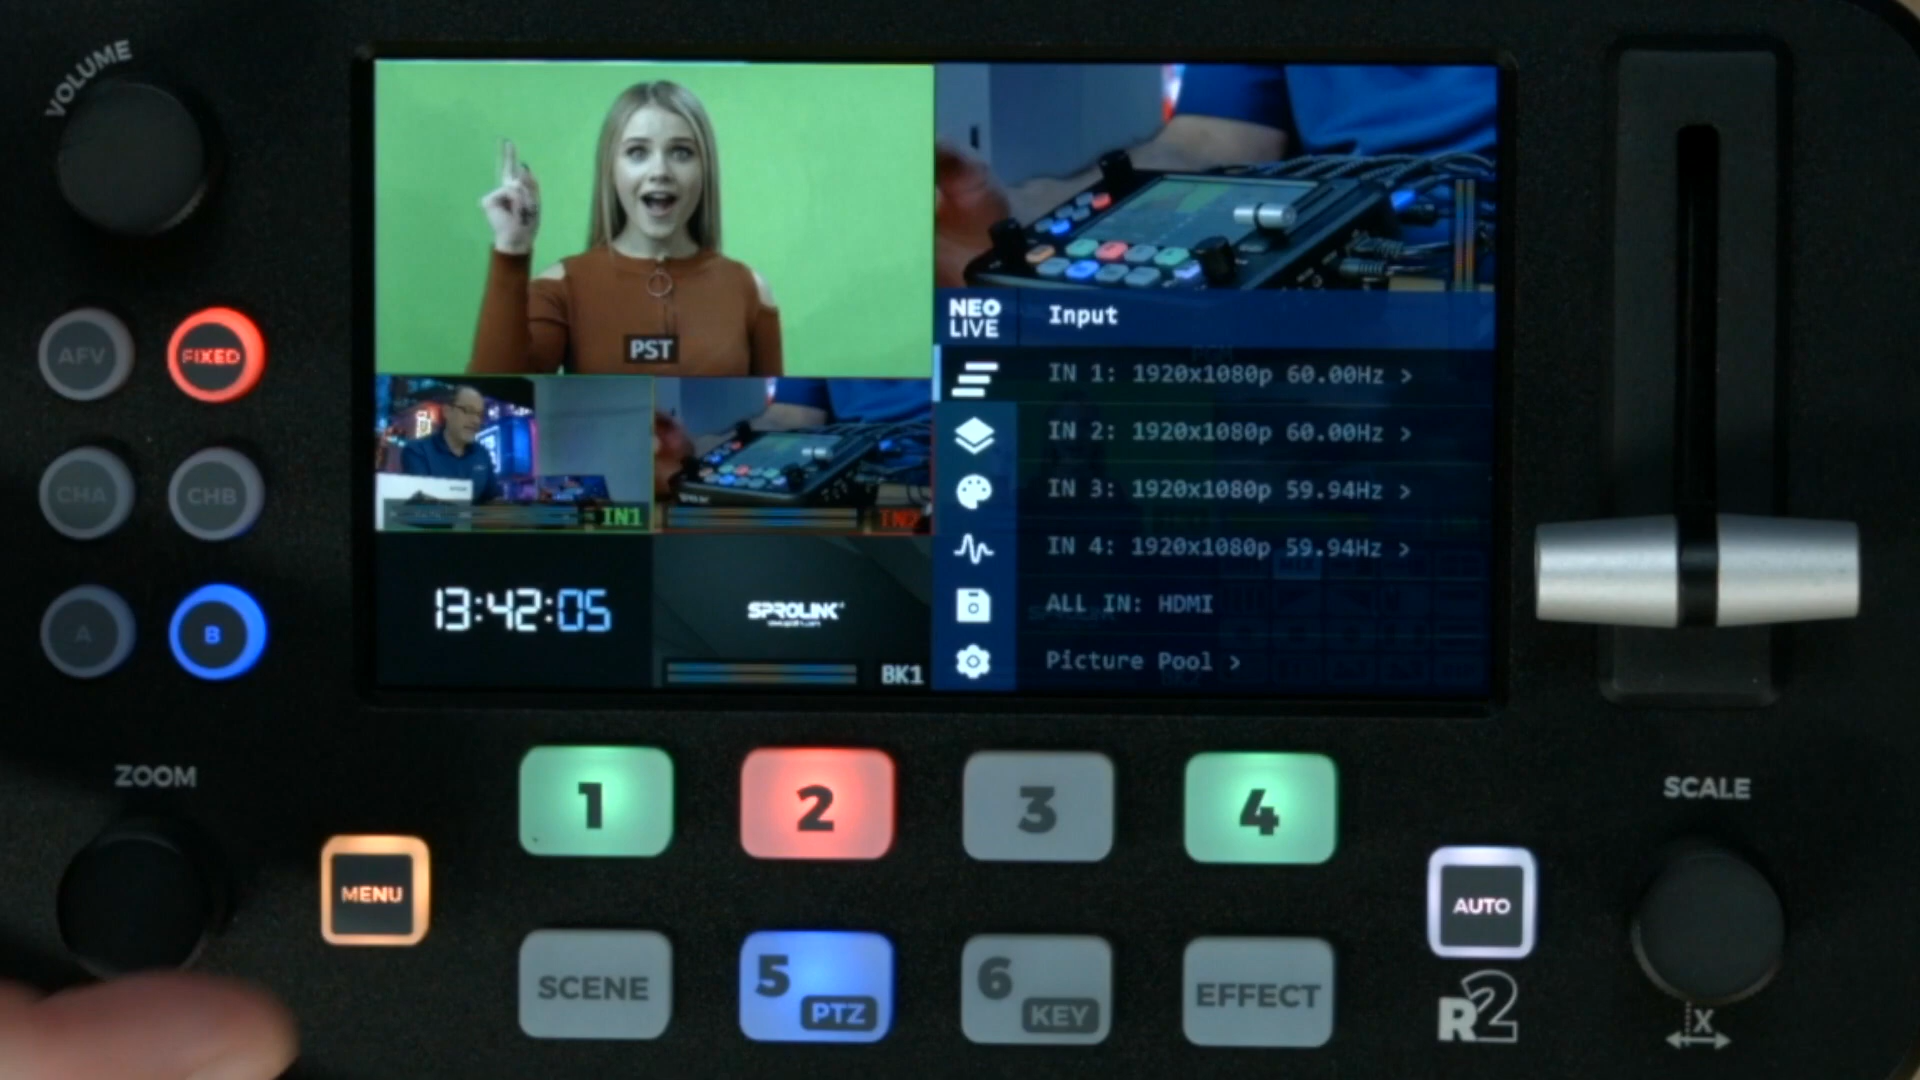 VOLUME
AFV
FIXED
CHA
CHB
A
B
ZOOM
MENU
PST
IN1
IN2
13:42:05
SPROLINK
BK1
NEO
LIVE
Input
IN 1: 1920x1080p 60.00Hz >
IN 2: 1920x1080p 60.00Hz >
IN 3: 1920x1080p 59.94Hz >
IN 4: 1920x1080p 59.94Hz >
ALL IN: HDMI
Picture Pool >
1
2
3
4
SCENE
5
PTZ
6
KEY
EFFECT
AUTO
R2
SCALE
X